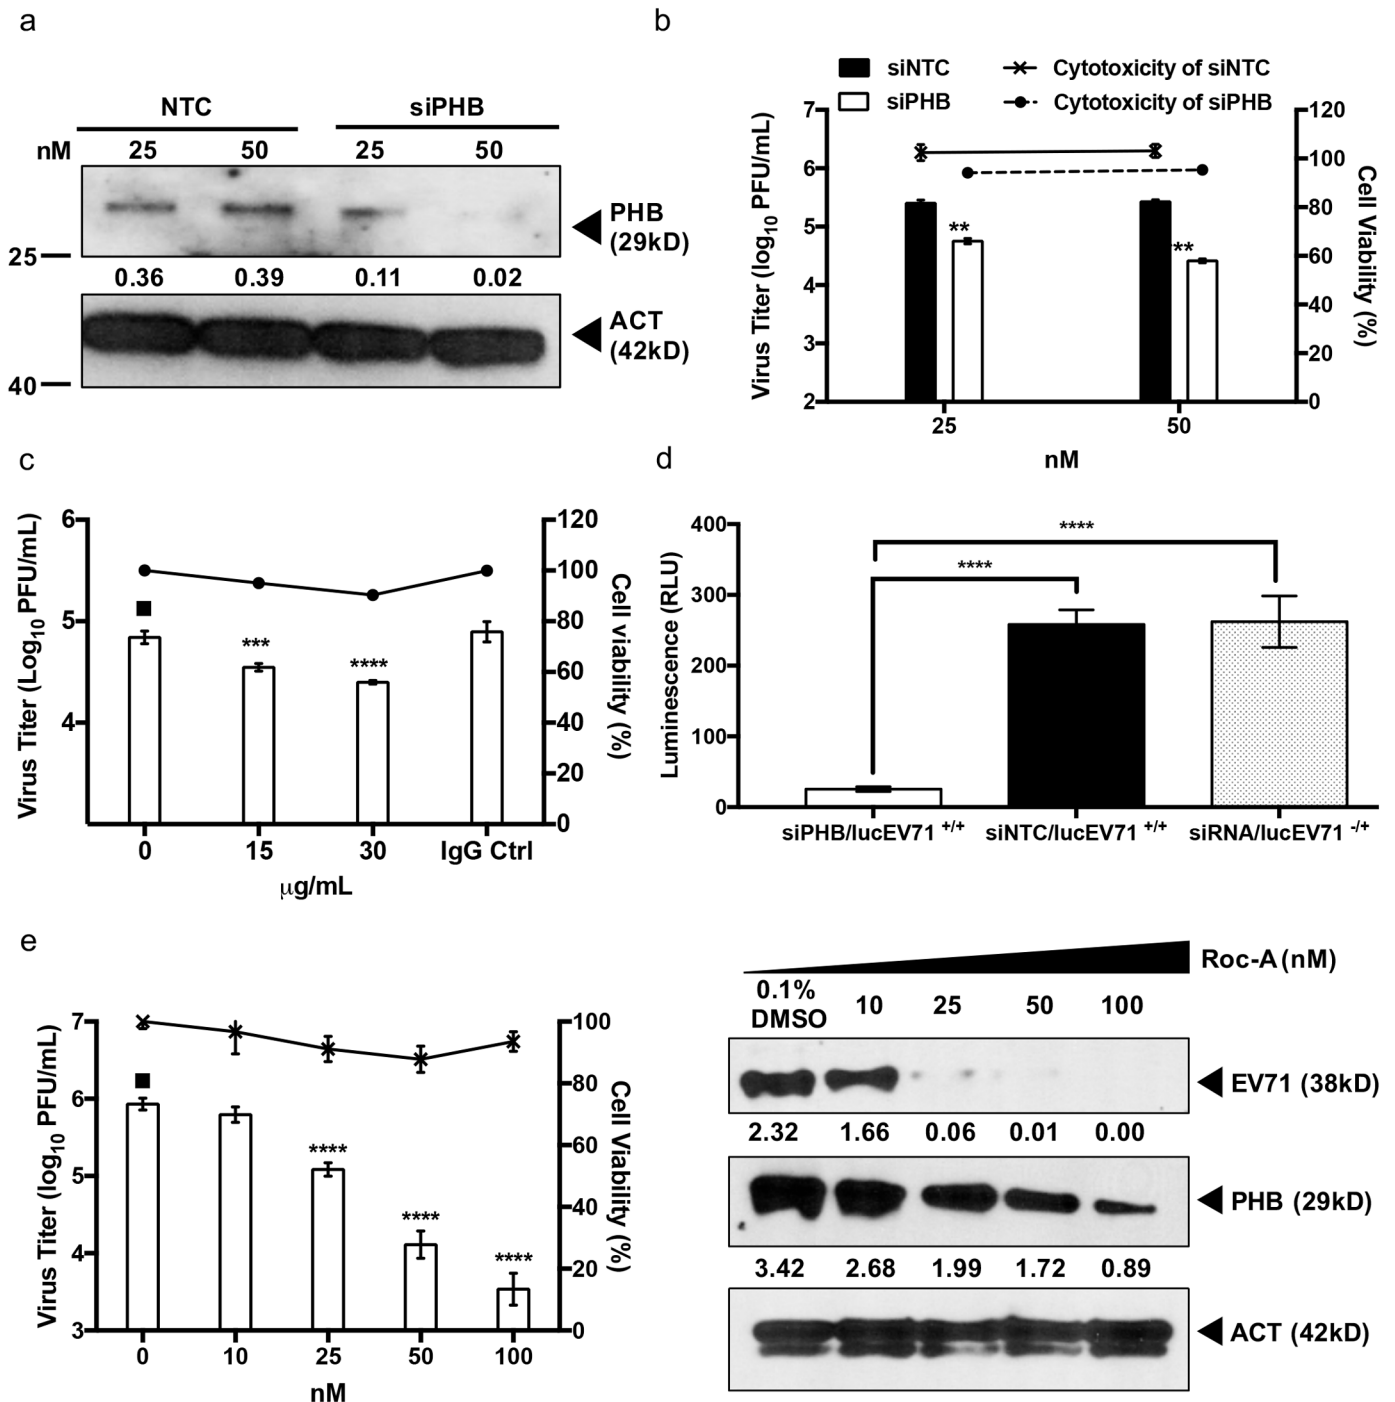 a
NTC siPHB
nM 25 50 25 50
PHB
(29kD)
25
0.36 0.39 0.11 0.02
ACT
(42kD)
40
b
siNTC Cytotoxicity of siNTC
siPHB Cytotoxicity of siPHB
Virus Titer (log10 PFU/mL)
7
6
5
4
3
2
** **
120
100
80
60
40
20
0
Cell Viability (%)
25 50
nM
c
Virus Titer (Log10 PFU/mL)
6
5
4
*** ****
120
100
80
60
40
20
0
Cell viability (%)
0 15 30 IgG Ctrl
μg/mL
d
Luminescence (RLU)
400
300
200
100
0
****
****
siPHB/lucEV71 +/+ siNTC/lucEV71 +/+ siRNA/lucEV71 -/+
e
Virus Titer (log10 PFU/mL)
7
6
5
4
3
**** **** ****
100
80
60
40
20
0
Cell Viability (%)
0 10 25 50 100
nM
Roc-A (nM)
0.1% DMSO 10 25 50 100
EV71 (38kD)
2.32 1.66 0.06 0.01 0.00
PHB (29kD)
3.42 2.68 1.99 1.72 0.89
ACT (42kD)